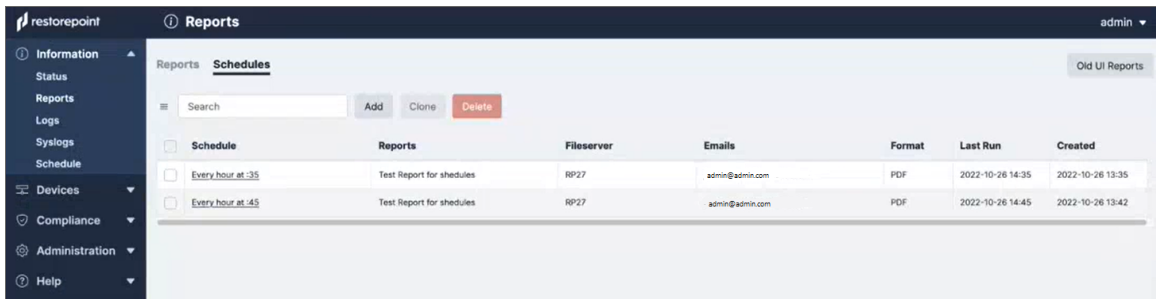 restorepoint
Reports
admin
Information
Status
Reports
Logs
Syslogs
Schedule
Devices
Compliance
Administration
Help
Reports Schedules
Old UI Reports
Search Add Clone Delete
Schedule Reports Fileserver Emails Format Last Run Created
Every hour at :35 Test Report for shedules RP27 admin@admin.com PDF 2022-10-26 14:35 2022-10-26 13:35
Every hour at :45 Test Report for shedules RP27 admin@admin.com PDF 2022-10-26 14:45 2022-10-26 13:42